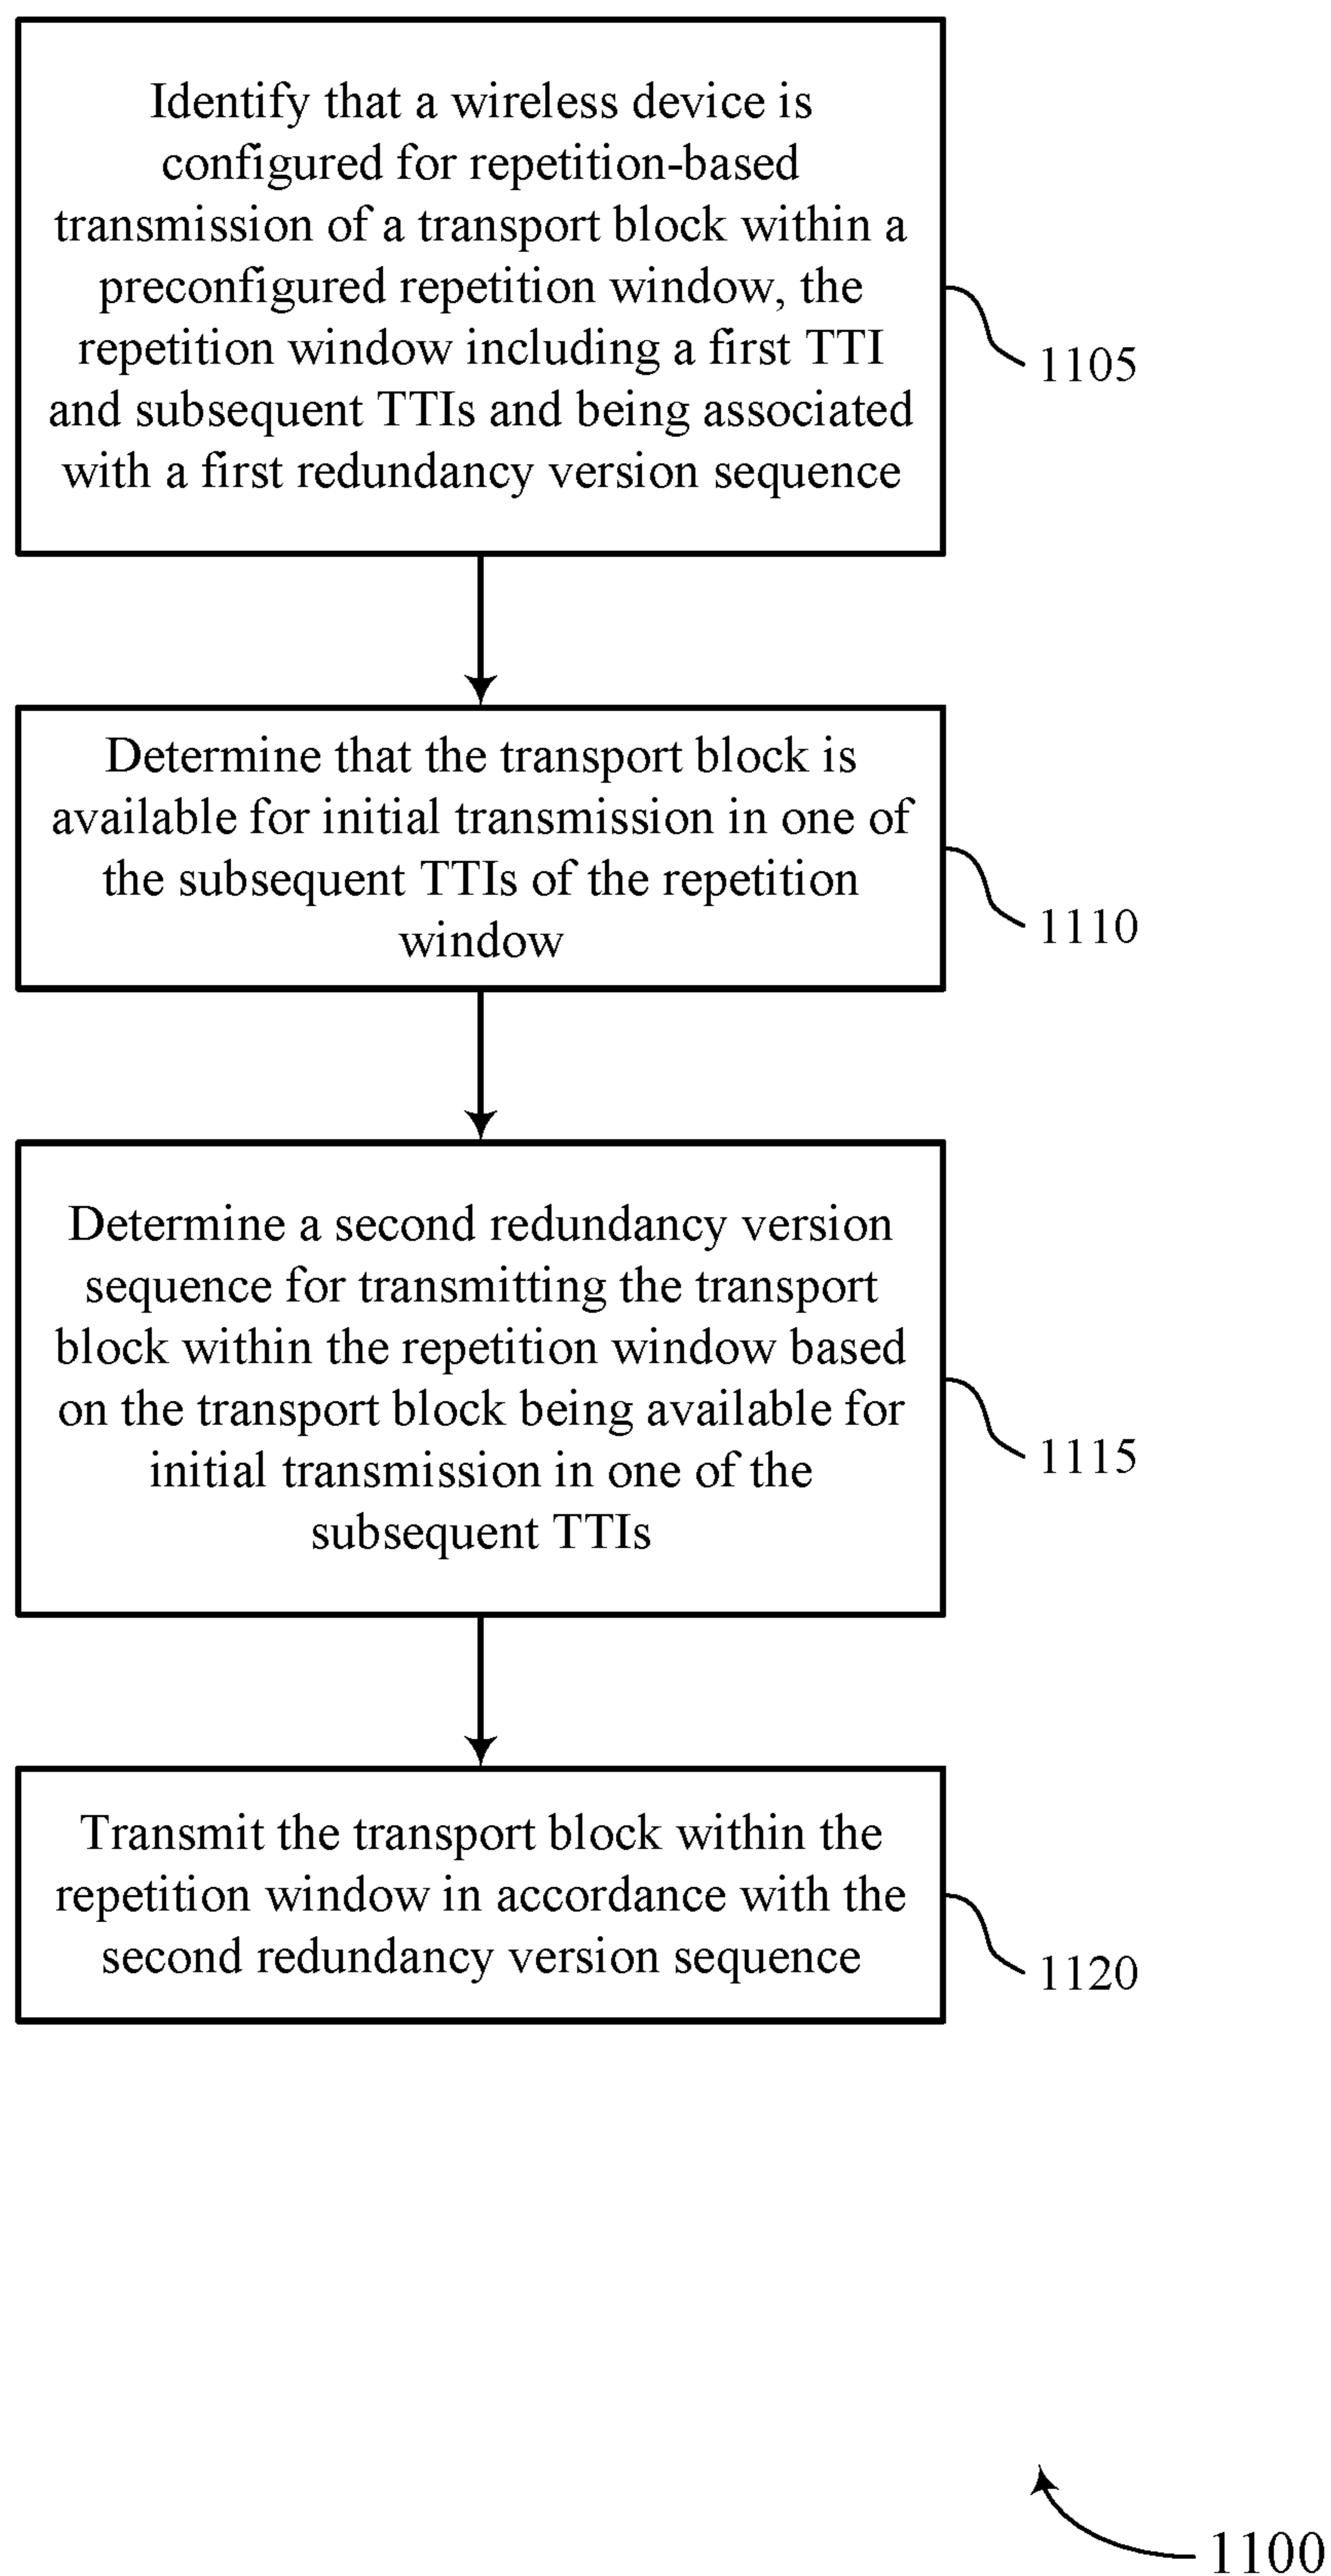 Identify that a wireless device is
configured for repetition-based
transmission of a transport block within a
preconfigured repetition window, the
repetition window including a first TTI
and subsequent TTIs and being associated
with a first redundancy version sequence
1105
Determine that the transport block is
available for initial transmission in one of
the subsequent TTIs of the repetition
window
1110
Determine a second redundancy version
sequence for transmitting the transport
block within the repetition window based
on the transport block being available for
initial transmission in one of the
subsequent TTIs
1115
Transmit the transport block within the
repetition window in accordance with the
second redundancy version sequence
1120
1100